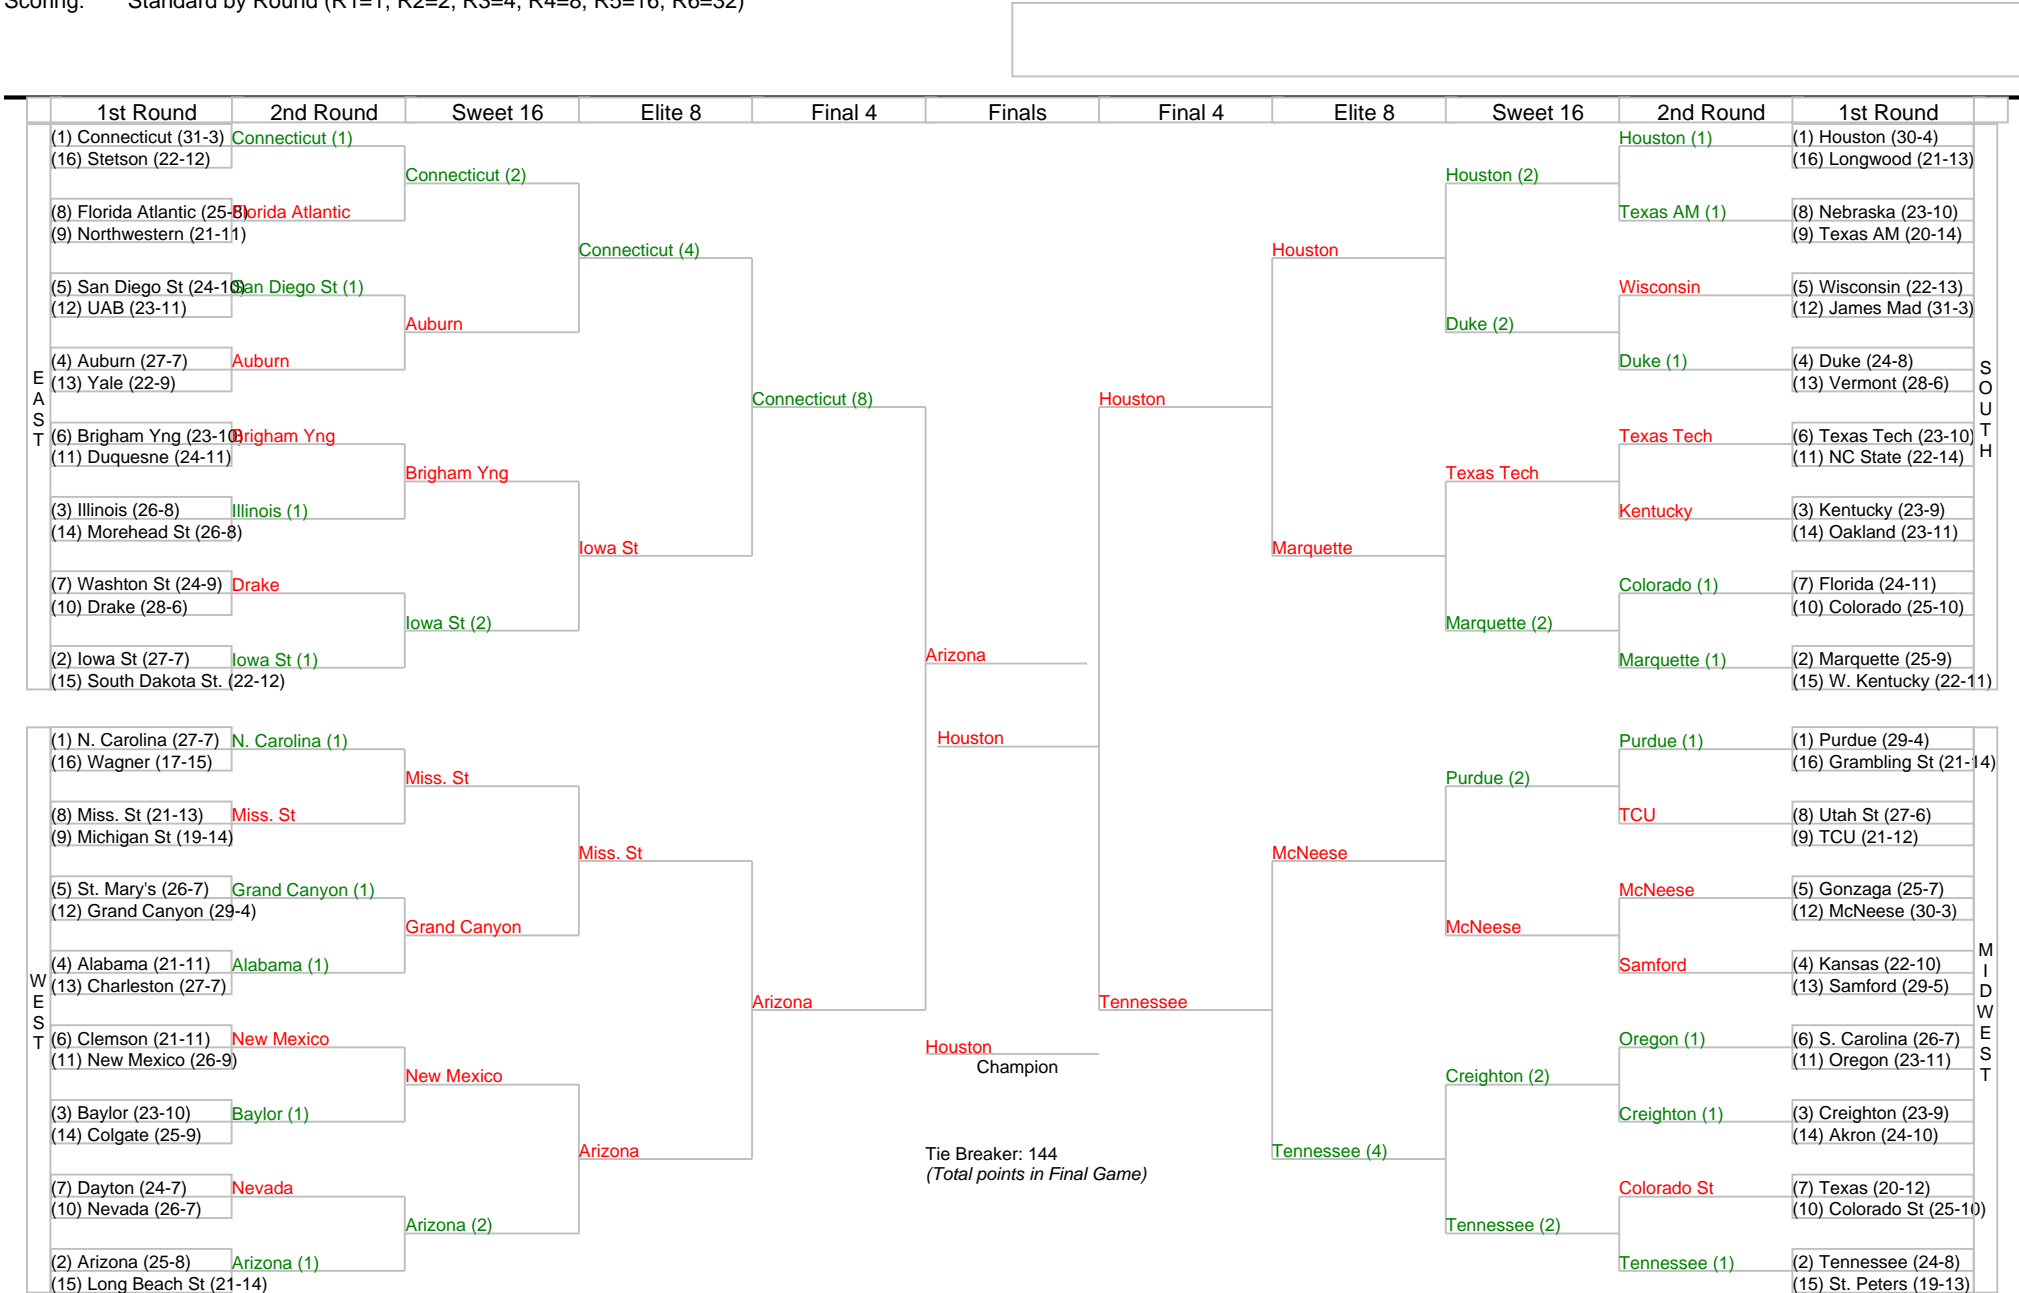 Scoring: Standard by Round (R1=1, R2=2, R3=4, R4=8, R5=16, R6=32)
1st Round 2nd Round Sweet 16 Elite 8 Final 4 Finals Final 4 Elite 8 Sweet 16 2nd Round 1st Round
EAST
(1) Connecticut (31-3)
(16) Stetson (22-12)
(8) Florida Atlantic (25-8)
(9) Northwestern (21-11)
(5) San Diego St (24-10)
(12) UAB (23-11)
(4) Auburn (27-7)
(13) Yale (22-9)
(6) Brigham Yng (23-10)
(11) Duquesne (24-11)
(3) Illinois (26-8)
(14) Morehead St (26-8)
(7) Washton St (24-9)
(10) Drake (28-6)
(2) Iowa St (27-7)
(15) South Dakota St. (22-12)
Connecticut (1)
Florida Atlantic
San Diego St (1)
Auburn
Brigham Yng
Illinois (1)
Drake
Iowa St (1)
Connecticut (2)
Auburn
Brigham Yng
Iowa St (2)
Connecticut (4)
Iowa St
Connecticut (8)
WEST
(1) N. Carolina (27-7)
(16) Wagner (17-15)
(8) Miss. St (21-13)
(9) Michigan St (19-14)
(5) St. Mary's (26-7)
(12) Grand Canyon (29-4)
(4) Alabama (21-11)
(13) Charleston (27-7)
(6) Clemson (21-11)
(11) New Mexico (26-9)
(3) Baylor (23-10)
(14) Colgate (25-9)
(7) Dayton (24-7)
(10) Nevada (26-7)
(2) Arizona (25-8)
(15) Long Beach St (21-14)
N. Carolina (1)
Miss. St
Grand Canyon (1)
Alabama (1)
New Mexico
Baylor (1)
Nevada
Arizona (1)
Miss. St
Grand Canyon
New Mexico
Arizona (2)
Miss. St
Arizona
Arizona
Arizona
Houston
Houston
Champion
Tie Breaker: 144
(Total points in Final Game)
Houston
Tennessee
Houston
Marquette
Houston (2)
Duke (2)
Texas Tech
Marquette (2)
Houston (1)
Texas AM (1)
Wisconsin
Duke (1)
Texas Tech
Kentucky
Colorado (1)
Marquette (1)
(1) Houston (30-4)
(16) Longwood (21-13)
(8) Nebraska (23-10)
(9) Texas AM (20-14)
(5) Wisconsin (22-13)
(12) James Mad (31-3)
(4) Duke (24-8)
(13) Vermont (28-6)
(6) Texas Tech (23-10)
(11) NC State (22-14)
(3) Kentucky (23-9)
(14) Oakland (23-11)
(7) Florida (24-11)
(10) Colorado (25-10)
(2) Marquette (25-9)
(15) W. Kentucky (22-11)
SOUTH
McNeese
Tennessee (4)
Purdue (2)
McNeese
Creighton (2)
Tennessee (2)
Purdue (1)
TCU
McNeese
Samford
Oregon (1)
Creighton (1)
Colorado St
Tennessee (1)
(1) Purdue (29-4)
(16) Grambling St (21-14)
(8) Utah St (27-6)
(9) TCU (21-12)
(5) Gonzaga (25-7)
(12) McNeese (30-3)
(4) Kansas (22-10)
(13) Samford (29-5)
(6) S. Carolina (26-7)
(11) Oregon (23-11)
(3) Creighton (23-9)
(14) Akron (24-10)
(7) Texas (20-12)
(10) Colorado St (25-10)
(2) Tennessee (24-8)
(15) St. Peters (19-13)
MIDWEST